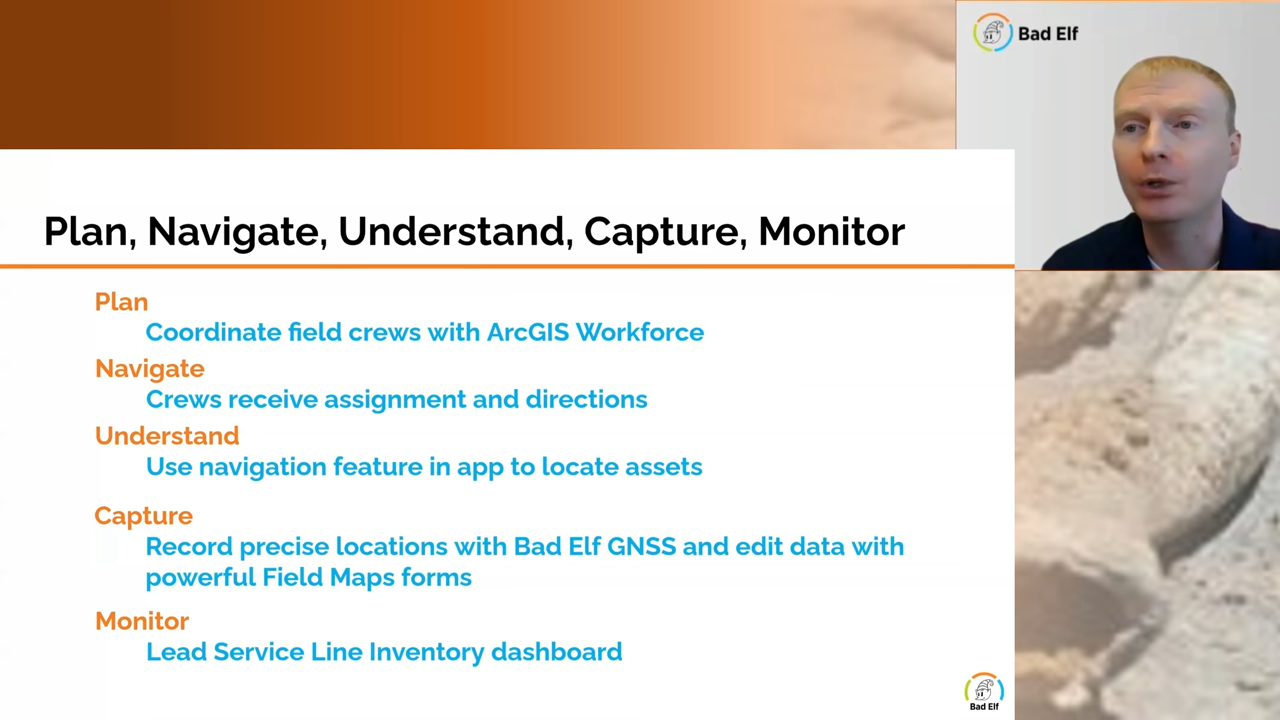 Bad Elf
Plan, Navigate, Understand, Capture, Monitor
Plan
Coordinate field crews with ArcGIS Workforce
Navigate
Crews receive assignment and directions
Understand
Use navigation feature in app to locate assets
Capture
Record precise locations with Bad Elf GNSS and edit data with
powerful Field Maps forms
Monitor
Lead Service Line Inventory dashboard
Bad Elf